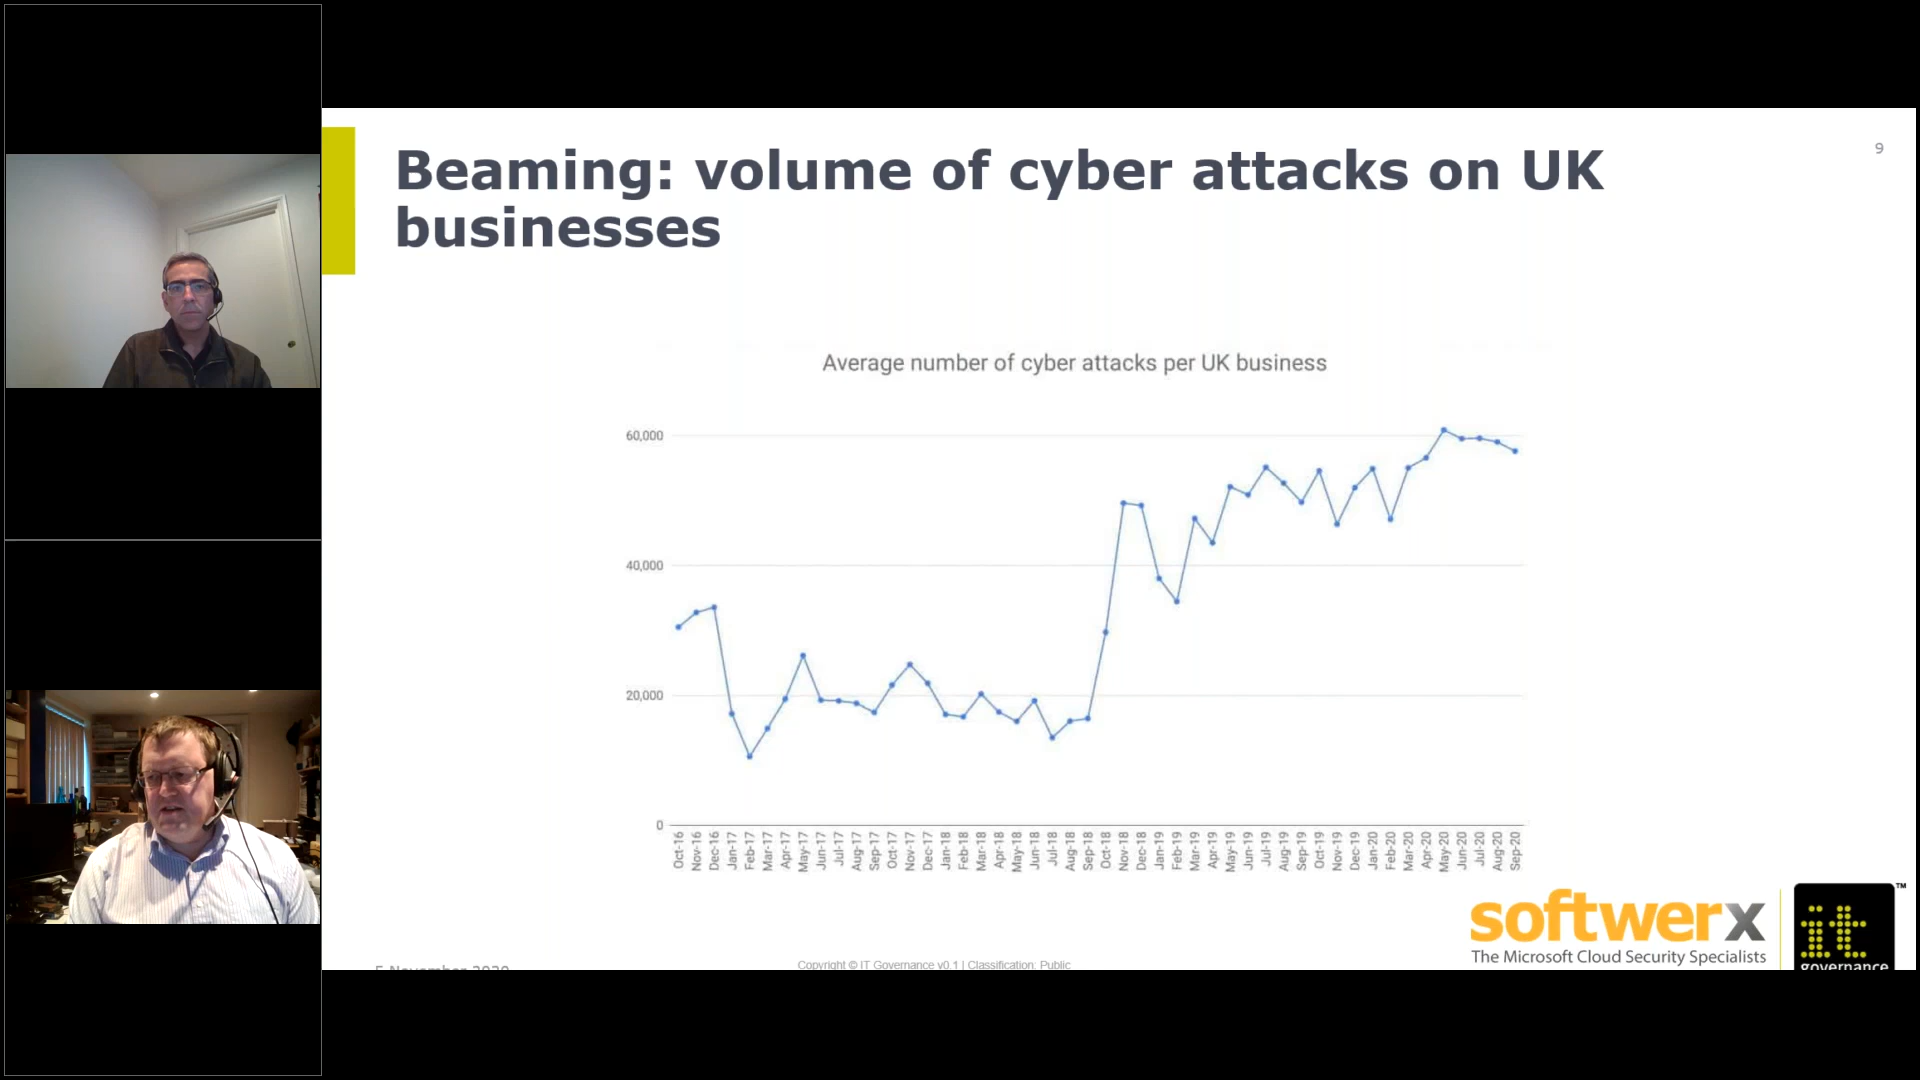 Beaming: volume of cyber attacks on UK
businesses
9
Average number of cyber attacks per UK business
60,000
40,000
20,000
0
Oct-16
Nov-16
Dec-16
Jan-17
Feb-17
Mar-17
Apr-17
May-17
Jun-17
Jul-17
Aug-17
Sep-17
Oct-17
Nov-17
Dec-17
Jan-18
Feb-18
Mar-18
Apr-18
May-18
Jun-18
Jul-18
Aug-18
Sep-18
Oct-18
Nov-18
Dec-18
Jan-19
Feb-19
Mar-19
Apr-19
May-19
Jun-19
Jul-19
Aug-19
Sep-19
Oct-19
Nov-19
Dec-19
Jan-20
Feb-20
Mar-20
Apr-20
May-20
Jun-20
Jul-20
Aug-20
Sep-20
softwerx
The Microsoft Cloud Security Specialists
it
governance
TM
5 November 2020
Copyright © IT Governance v0.1 | Classification: Public